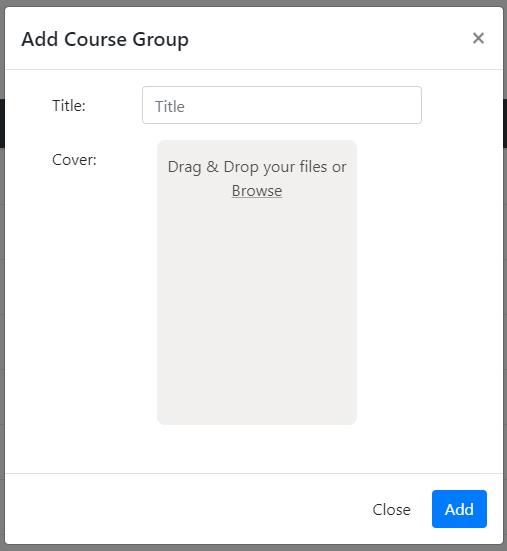 Add Course Group ×
Title: Title
Cover: Drag & Drop your files or
Browse
Close Add